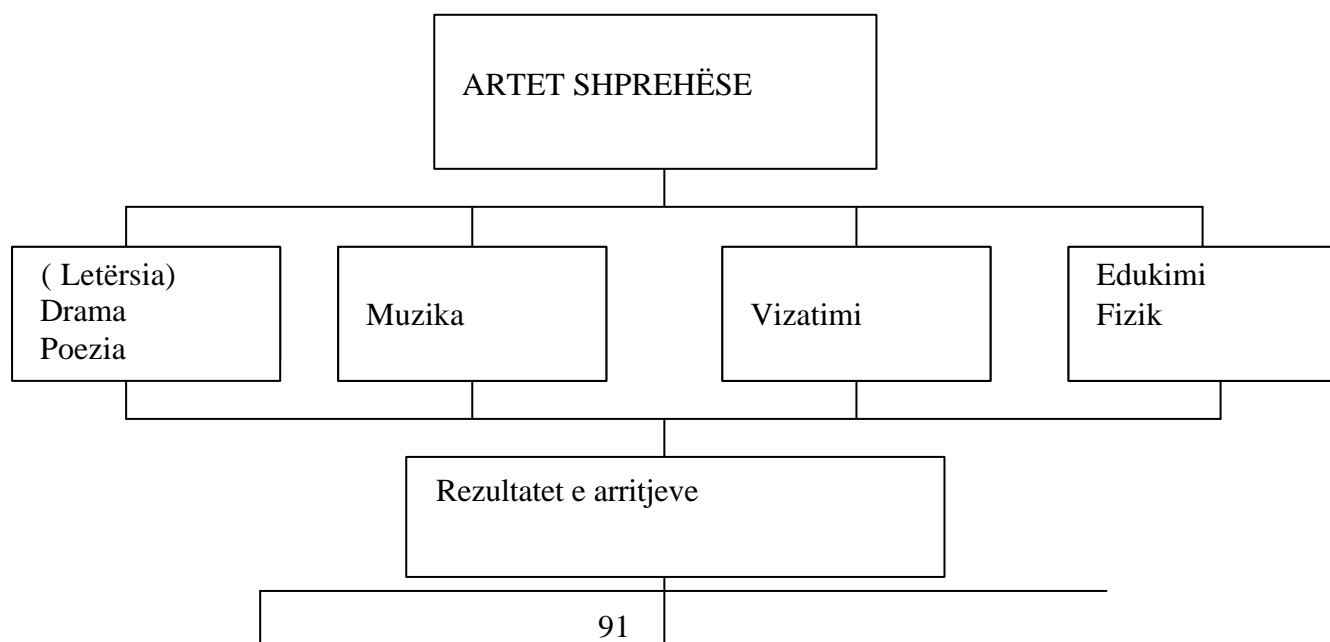 ARTET SHPREHËSE
( Letërsia)
Drama
Poezia
Muzika
Vizatimi
Edukimi
Fizik
Rezultatet e arritjeve
91